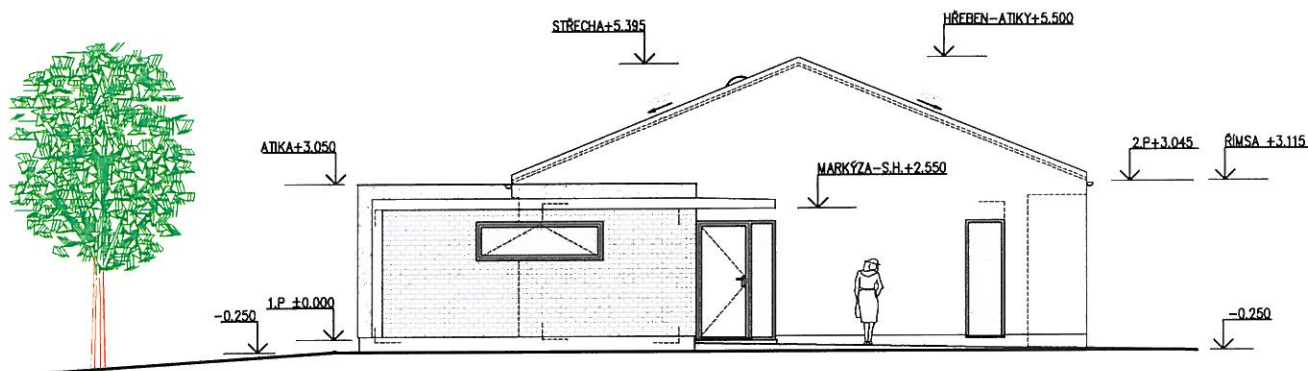 STŘECHA+5.395
HŘEBEN-ATIKY+5.500
ATIKA+3.050
2.P+3.045
ŘÍMSA +3.115
MARKÝZA-S.H.+2.550
1.P ±0.000
-0.250
-0.250